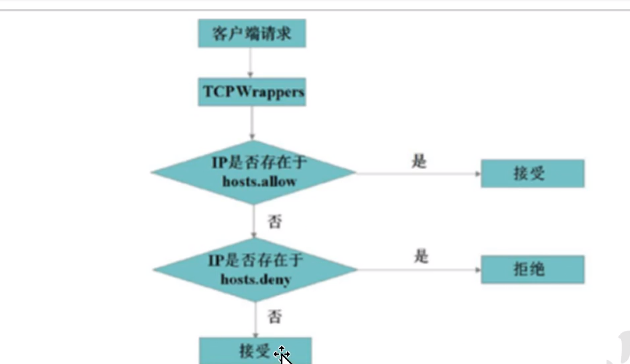 客户端请求
TCPWrappers
IP是否存在于
hosts.allow
是
接受
否
IP是否存在于
hosts.deny
是
拒绝
否
接受